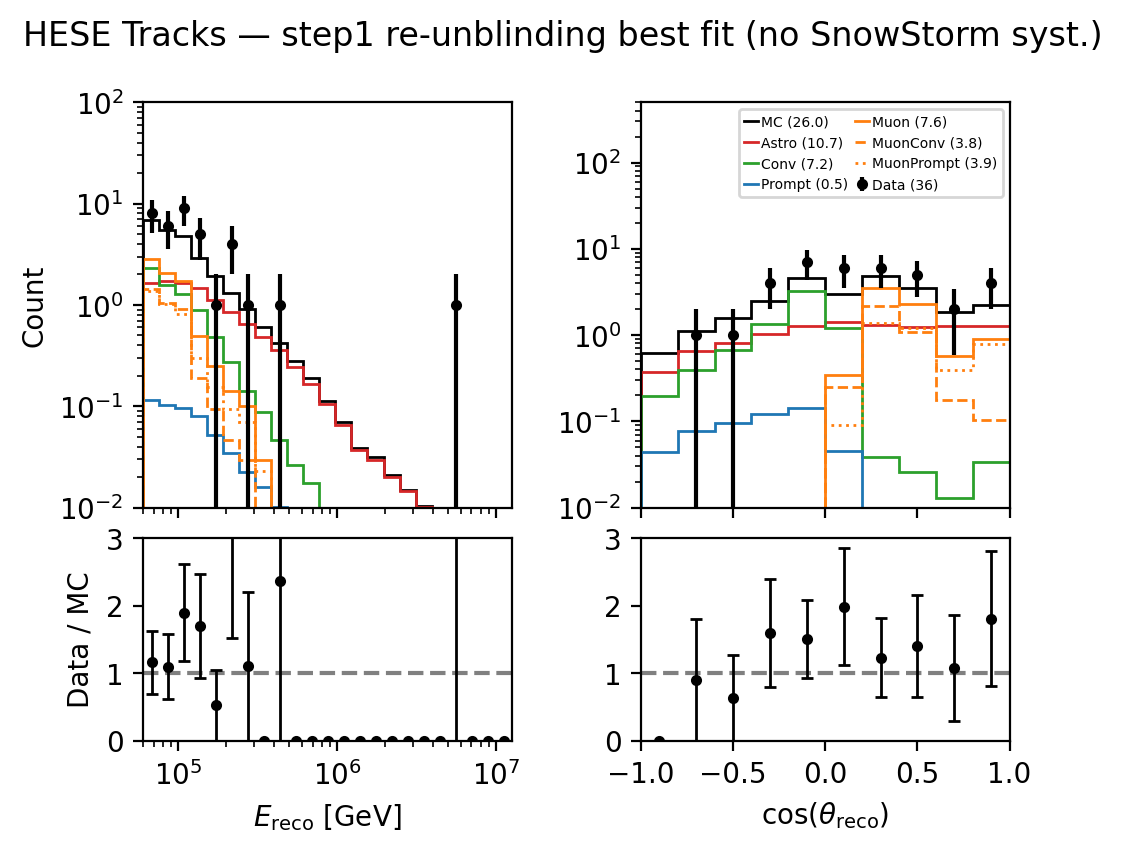 HESE Tracks — step1 re-unblinding best fit (no SnowStorm syst.)
Count
10²
10¹
10⁰
10⁻¹
10⁻²
10²
10¹
10⁰
10⁻¹
10⁻²
MC (26.0)
Astro (10.7)
Conv (7.2)
Prompt (0.5)
Muon (7.6)
MuonConv (3.8)
MuonPrompt (3.9)
Data (36)
Data / MC
3
2
1
0
10⁵ 10⁶ 10⁷
E_reco [GeV]
3
2
1
0
−1.0 −0.5 0.0 0.5 1.0
cos(θ_reco)